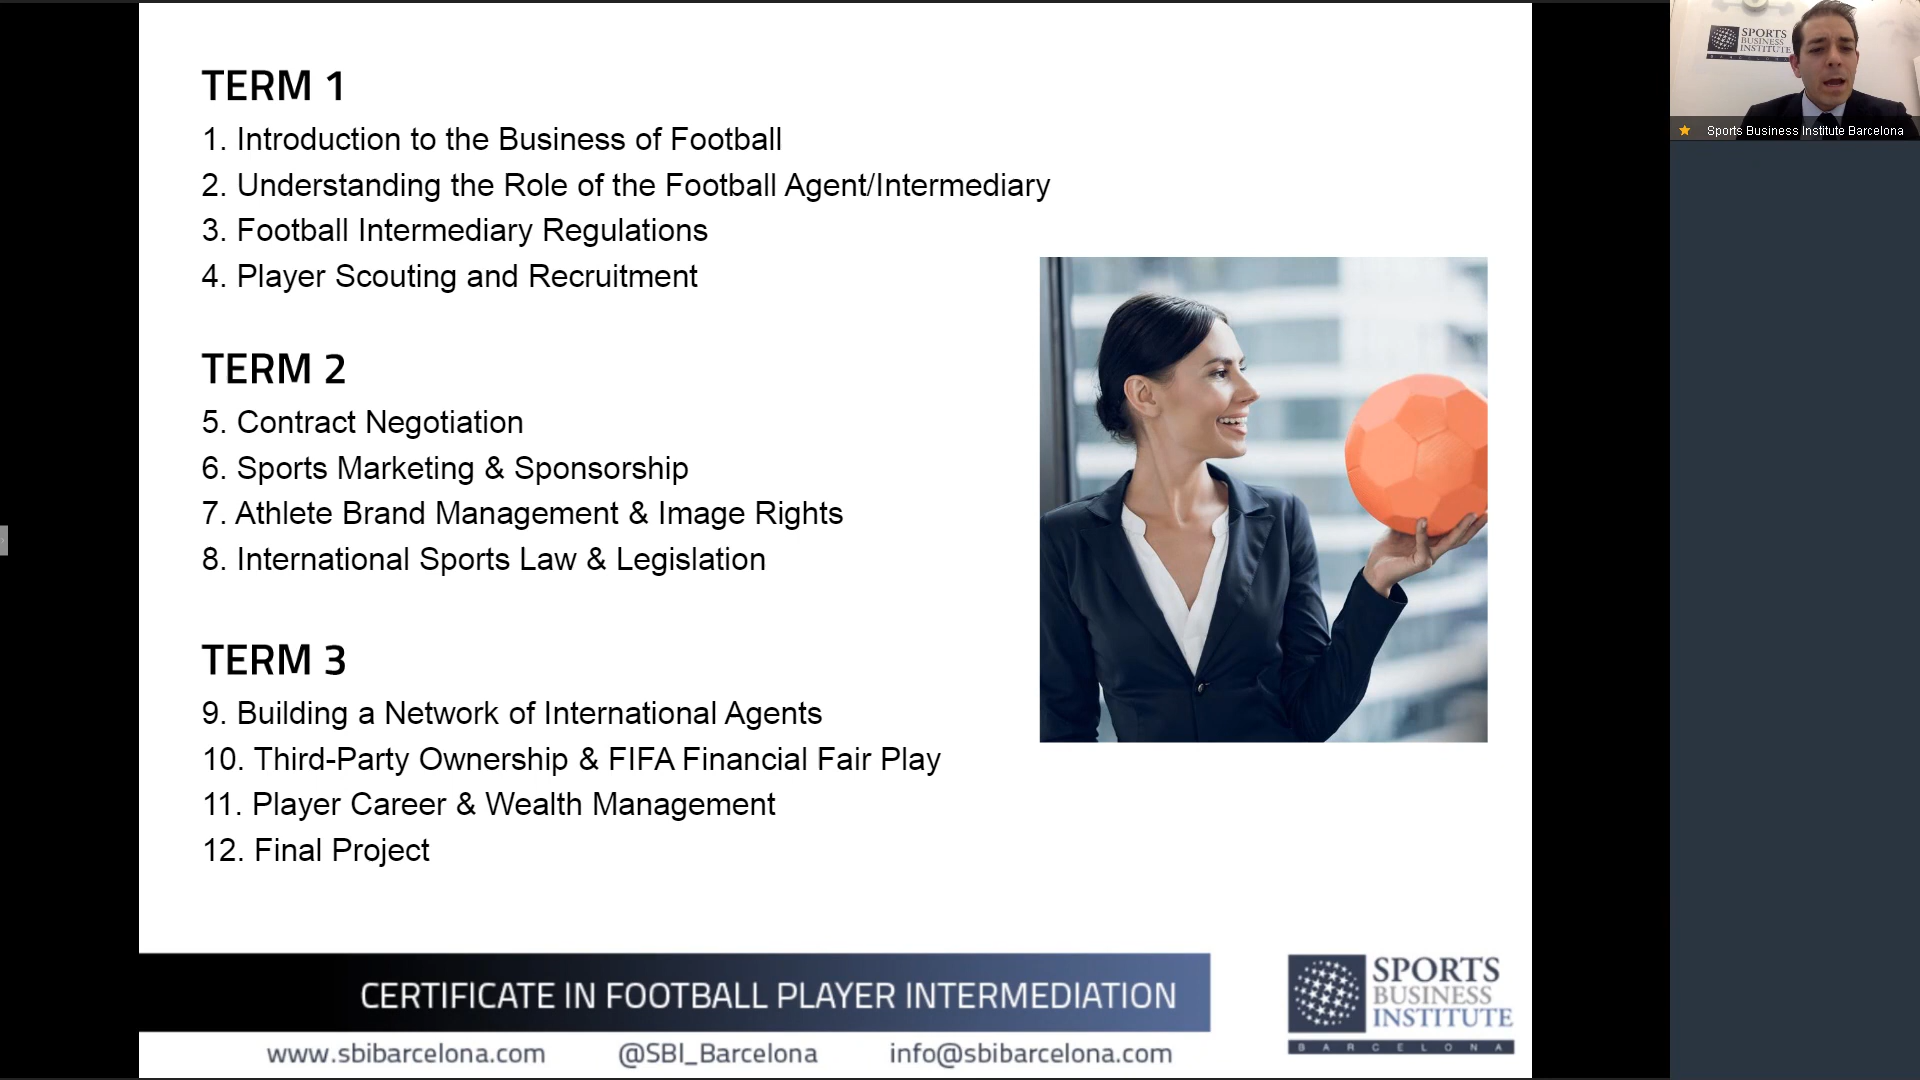 TERM 1
1. Introduction to the Business of Football
2. Understanding the Role of the Football Agent/Intermediary
3. Football Intermediary Regulations
4. Player Scouting and Recruitment
TERM 2
5. Contract Negotiation
6. Sports Marketing & Sponsorship
7. Athlete Brand Management & Image Rights
8. International Sports Law & Legislation
TERM 3
9. Building a Network of International Agents
10. Third-Party Ownership & FIFA Financial Fair Play
11. Player Career & Wealth Management
12. Final Project
CERTIFICATE IN FOOTBALL PLAYER INTERMEDIATION
www.sbibarcelona.com @SBI_Barcelona info@sbibarcelona.com
SPORTS
BUSINESS
INSTITUTE
BARCELONA
SPORTS
BUSINESS
INSTITUTE
Sports Business Institute Barcelona